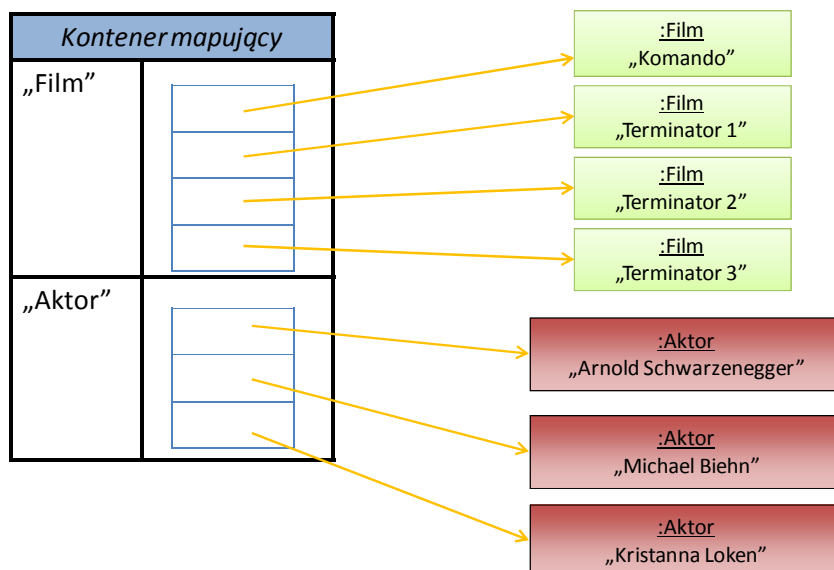 Kontener mapujący
„Film”
„Aktor”
:Film
„Komando”
:Film
„Terminator 1”
:Film
„Terminator 2”
:Film
„Terminator 3”
:Aktor
„Arnold Schwarzenegger”
:Aktor
„Michael Biehn”
:Aktor
„Kristanna Loken”